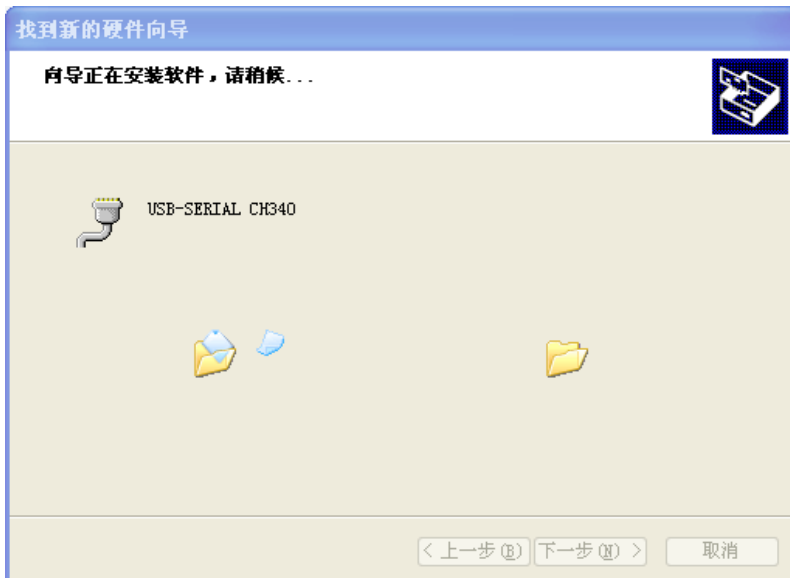 找到新的硬件向导
向导正在安装软件，请稍候...
USB-SERIAL CH340
< 上一步(B)
下一步(N) >
取消